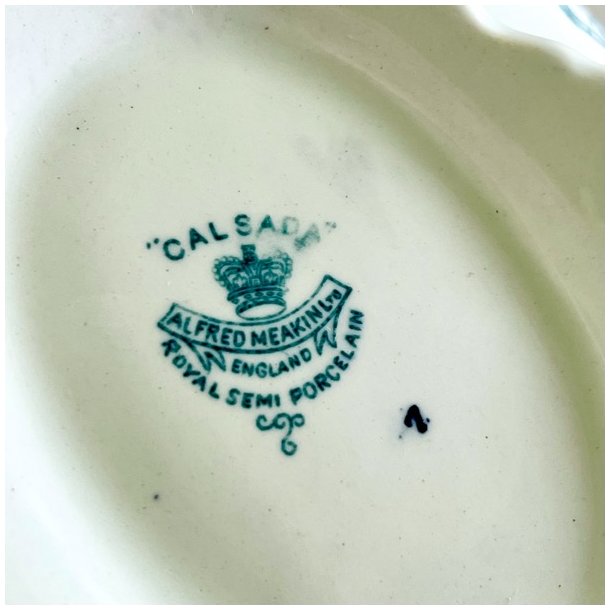 "CALSADA"
ALFRED MEAKIN LTD
ENGLAND
ROYAL SEMI PORCELAIN